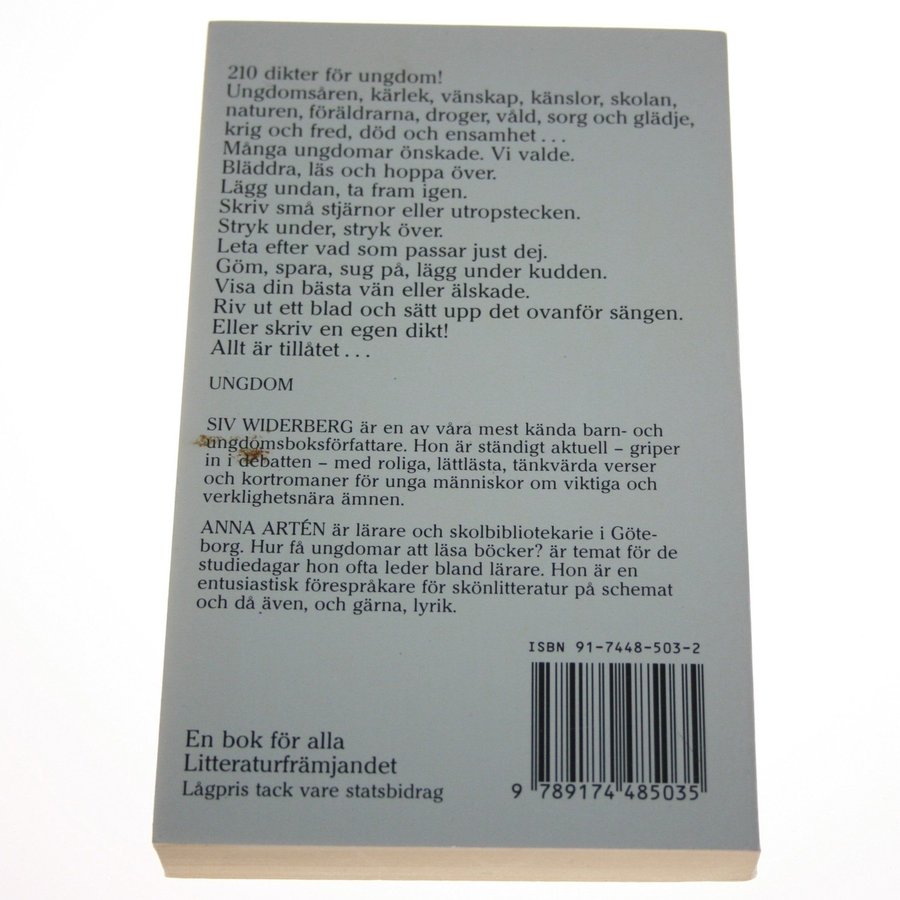 210 dikter för ungdom!
Ungdomsåren, kärlek, vänskap, känslor, skolan,
naturen, föräldrarna, droger, våld, sorg och glädje,
krig och fred, död och ensamhet . . .
Många ungdomar önskade. Vi valde.
Bläddra, läs och hoppa över.
Lägg undan, ta fram igen.
Skriv små stjärnor eller utropstecken.
Stryk under, stryk över.
Leta efter vad som passar just dej.
Göm, spara, sug på, lägg under kudden.
Visa din bästa vän eller älskade.
Riv ut ett blad och sätt upp det ovanför sängen.
Eller skriv en egen dikt!
Allt är tillåtet . . .
UNGDOM
SIV WIDERBERG är en av våra mest kända barn- och
ungdomsboksförfattare. Hon är ständigt aktuell – griper
in i debatten – med roliga, lättlästa, tänkvärda verser
och kortromaner för unga människor om viktiga och
verklighetsnära ämnen.
ANNA ARTÉN är lärare och skolbibliotekarie i Göte-
borg. Hur få ungdomar att läsa böcker? är temat för de
studiedagar hon ofta leder bland lärare. Hon är en
entusiastisk förespråkare för skönlitteratur på schemat
och då även, och gärna, lyrik.
ISBN 91-7448-503-2
9 789174 485035
En bok för alla
Litteraturfrämjandet
Lågpris tack vare statsbidrag